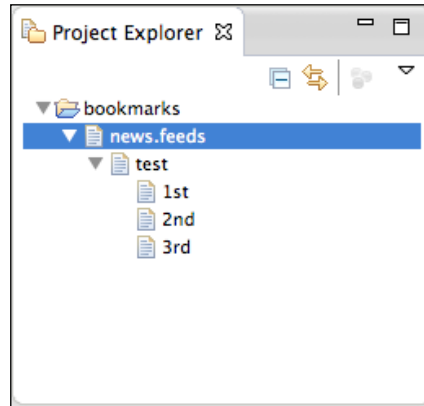 Project Explorer
bookmarks
news.feeds
test
1st
2nd
3rd